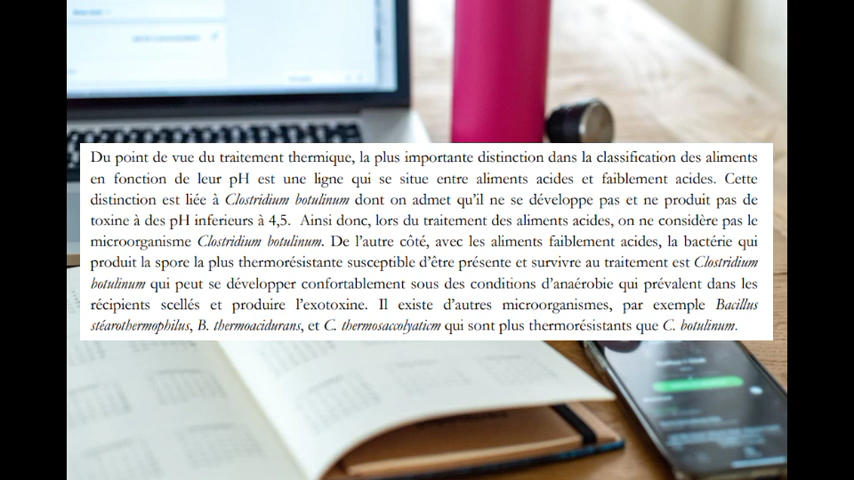 Du point de vue du traitement thermique, la plus importante distinction dans la classification des aliments
en fonction de leur pH est une ligne qui se situe entre aliments acides et faiblement acides. Cette
distinction est liée à Clostridium botulinum dont on admet qu'il ne se développe pas et ne produit pas de
toxine à des pH inferieurs à 4,5. Ainsi donc, lors du traitement des aliments acides, on ne considère pas le
microorganisme Clostridium botulinum. De l'autre côté, avec les aliments faiblement acides, la bactérie qui
produit la spore la plus thermorésistante susceptible d'être présente et survivre au traitement est Clostridium
botulinum qui peut se développer confortablement sous des conditions d'anaérobie qui prévalent dans les
récipients scellés et produire l'exotoxine. Il existe d'autres microorganismes, par exemple Bacillus
stéarothermophilus, B. thermoacidurans, et C. thermosaccolyaticm qui sont plus thermorésistants que C. botulinum.